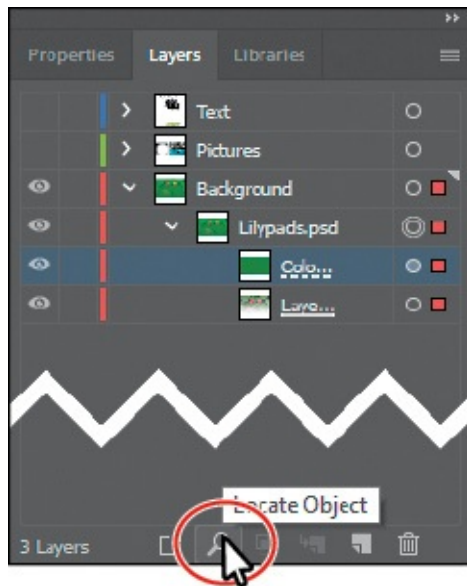 Properties Layers Libraries
Text
Pictures
Background
Lilypads.psd
Colo...
Laye...
Locate Object
3 Layers